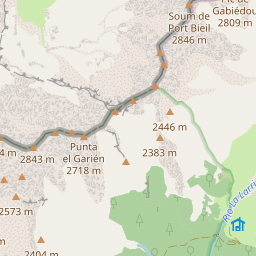 Pic de
Gabiédou
2809 m
Soum de
Port Bieil
2846 m
2446 m
2383 m
2843 m
Punta
el Garién
2718 m
2573 m
2404 m